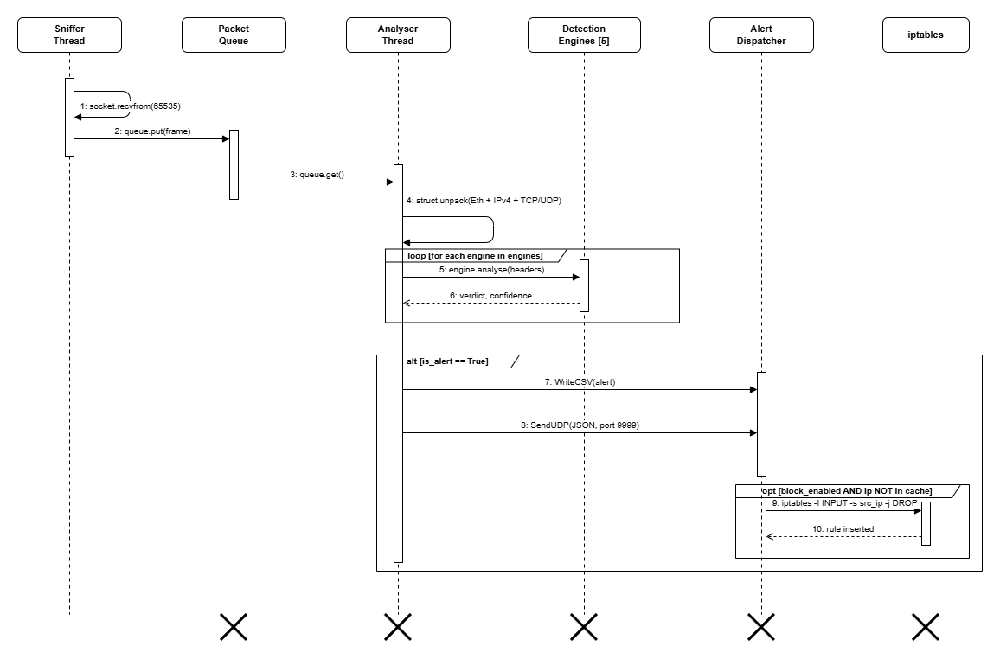 Sniffer
Thread
Packet
Queue
Analyser
Thread
Detection
Engines [5]
Alert
Dispatcher
iptables
1: socket.recvfrom(65535)
2: queue.put(frame)
3: queue.get()
4: struct.unpack(Eth + IPv4 + TCP/UDP)
loop [for each engine in engines]
5: engine.analyse(headers)
6: verdict, confidence
alt [is_alert == True]
7: WriteCSV(alert)
8: SendUDP(JSON, port 9999)
opt [block_enabled AND ip NOT in cache]
9: iptables -I INPUT -s src_ip -j DROP
10: rule inserted